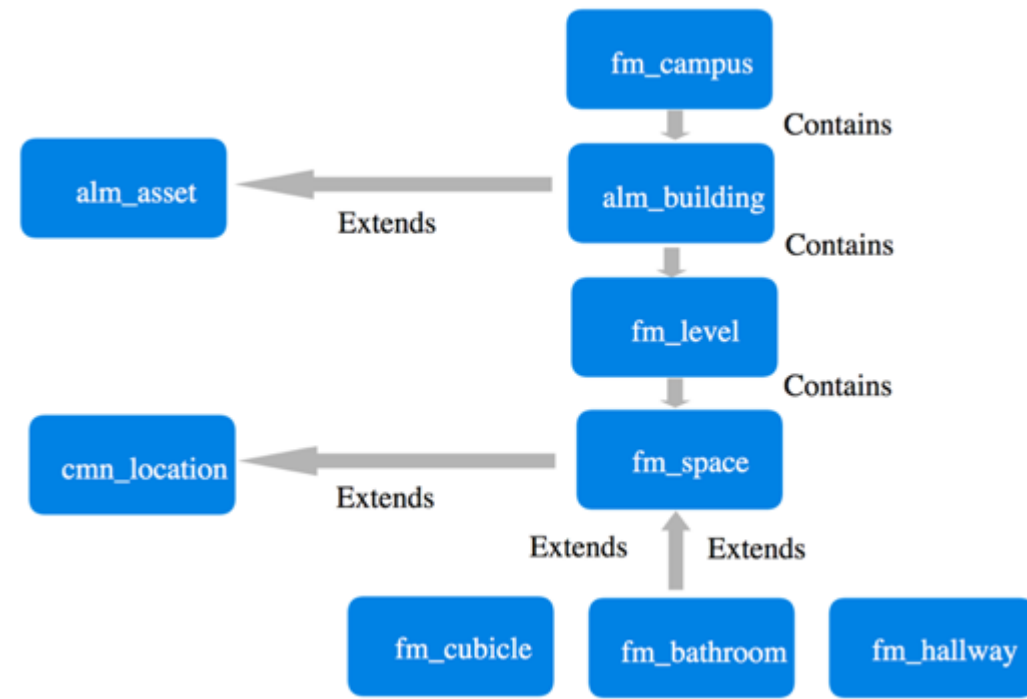 fm_campus
Contains
alm_asset
Extends
alm_building
Contains
fm_level
Contains
cmn_location
Extends
fm_space
Extends
Extends
fm_cubicle
fm_bathroom
fm_hallway